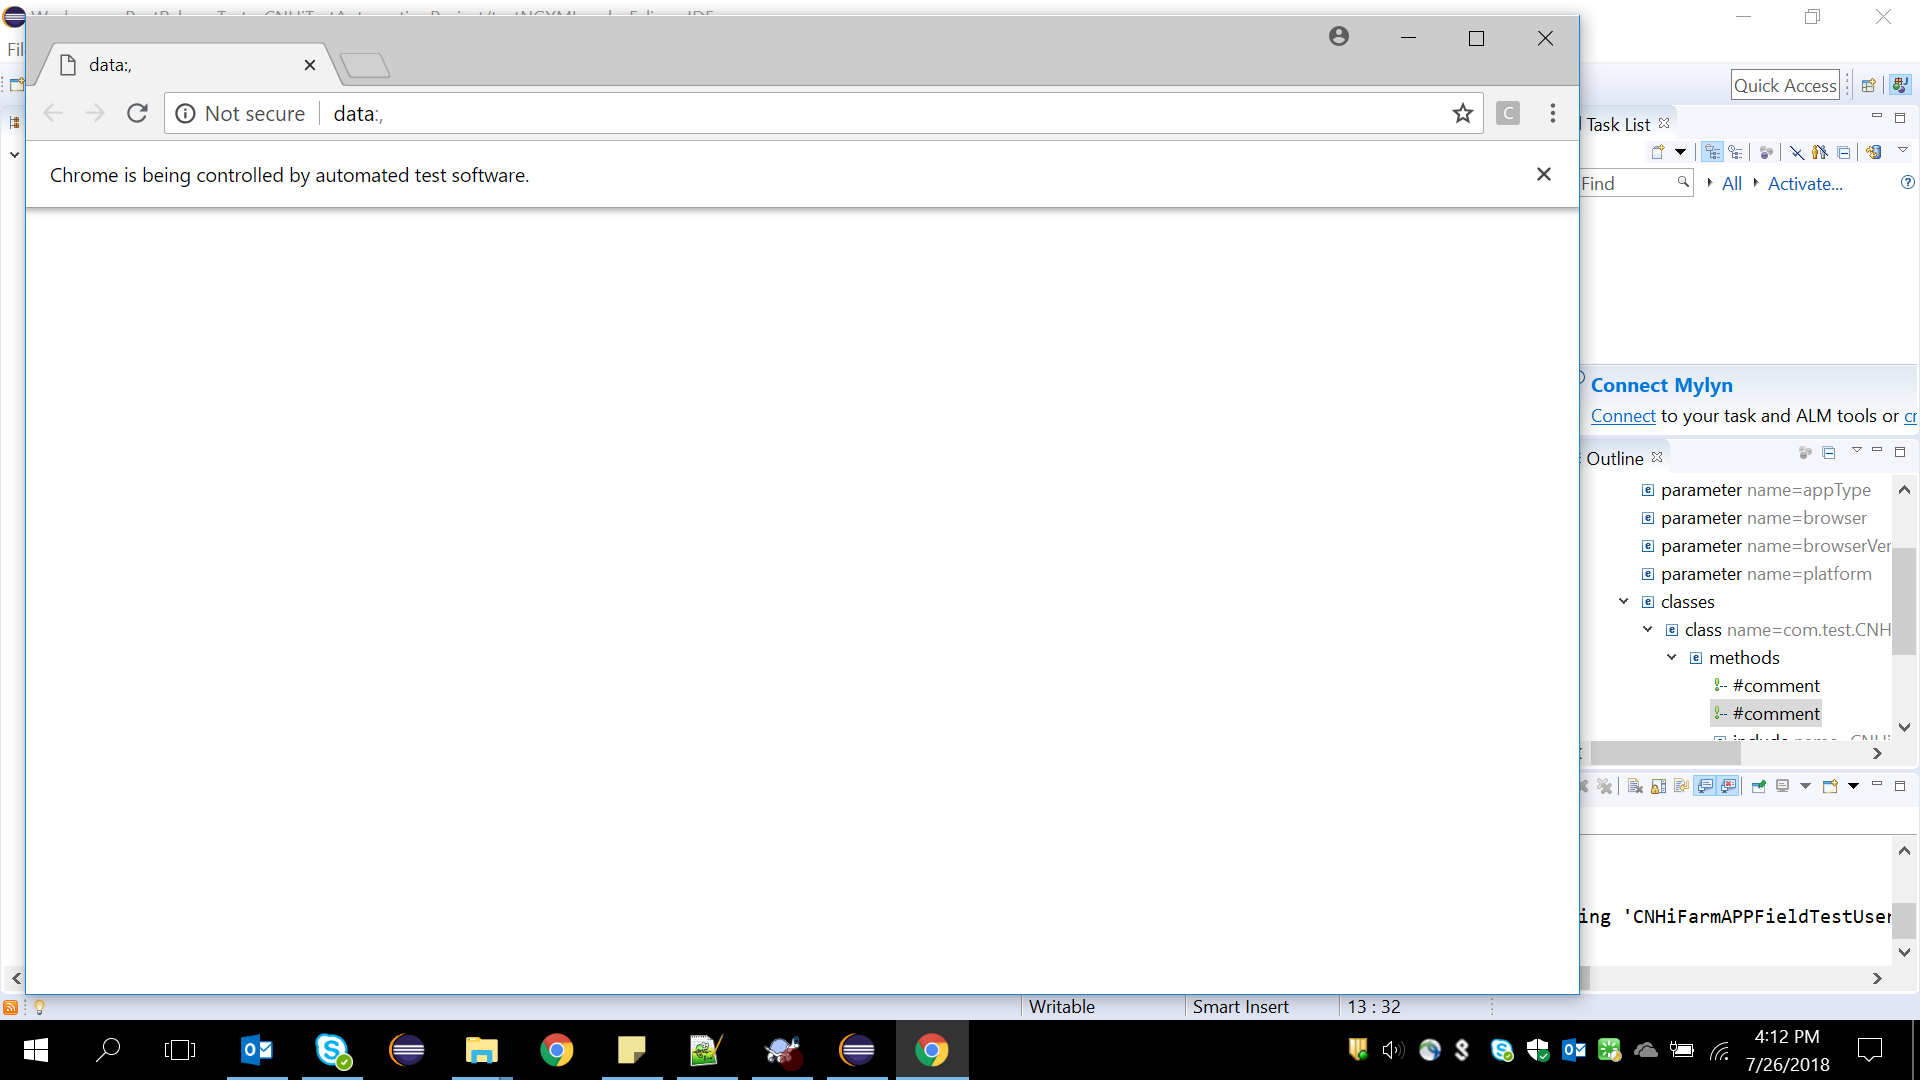 Fil
data:,
Not secure
data:,
C
Chrome is being controlled by automated test software.
Quick Access
Task List
Find
All
Activate...
Connect Mylyn
Connect to your task and ALM tools or cr
Outline
parameter name=appType
parameter name=browser
parameter name=browserVer
parameter name=platform
classes
class name=com.test.CNH
methods
#comment
#comment
ing 'CNHiFarmAPPFieldTestUser
Writable
Smart Insert
13 : 32
4:12 PM
7/26/2018